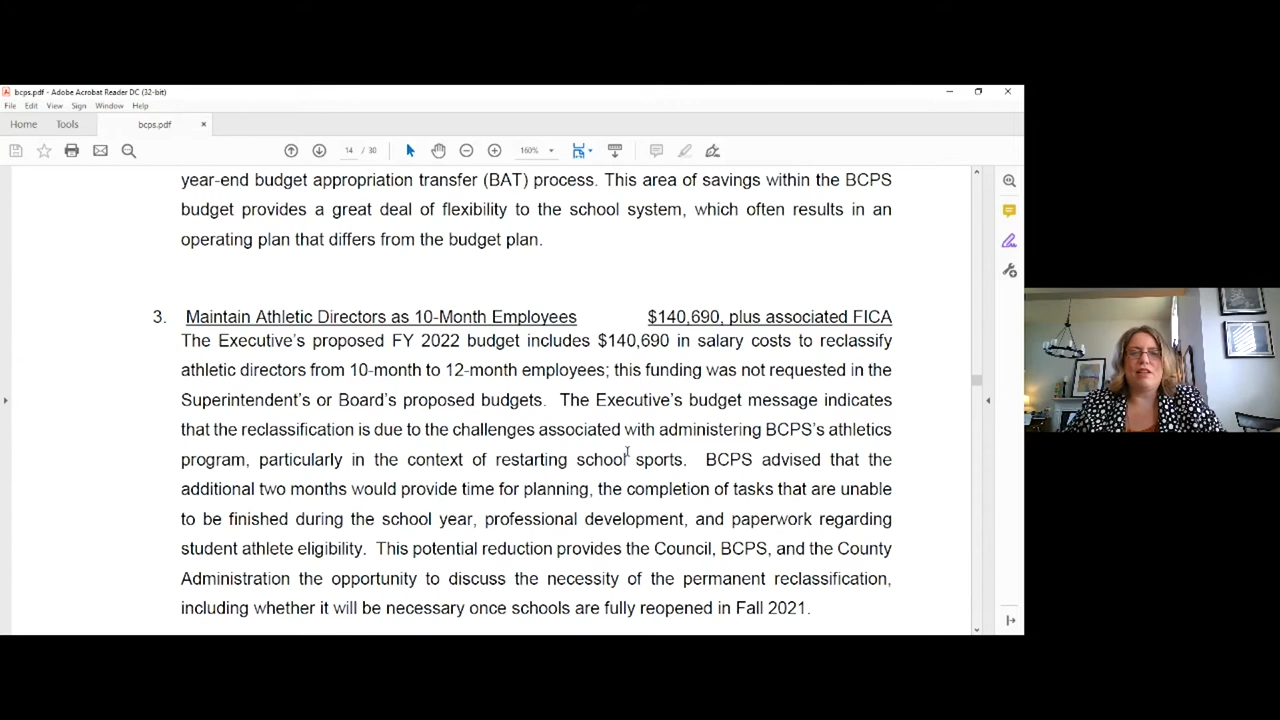 bcps.pdf - Adobe Acrobat Reader DC (32-bit)
File Edit View Sign Window Help
Home Tools bcps.pdf ×
14 / 30 160%
year-end budget appropriation transfer (BAT) process. This area of savings within the BCPS
budget provides a great deal of flexibility to the school system, which often results in an
operating plan that differs from the budget plan.
3. Maintain Athletic Directors as 10-Month Employees $140,690, plus associated FICA
The Executive's proposed FY 2022 budget includes $140,690 in salary costs to reclassify
athletic directors from 10-month to 12-month employees; this funding was not requested in the
Superintendent's or Board's proposed budgets. The Executive's budget message indicates
that the reclassification is due to the challenges associated with administering BCPS's athletics
program, particularly in the context of restarting school sports. BCPS advised that the
additional two months would provide time for planning, the completion of tasks that are unable
to be finished during the school year, professional development, and paperwork regarding
student athlete eligibility. This potential reduction provides the Council, BCPS, and the County
Administration the opportunity to discuss the necessity of the permanent reclassification,
including whether it will be necessary once schools are fully reopened in Fall 2021.